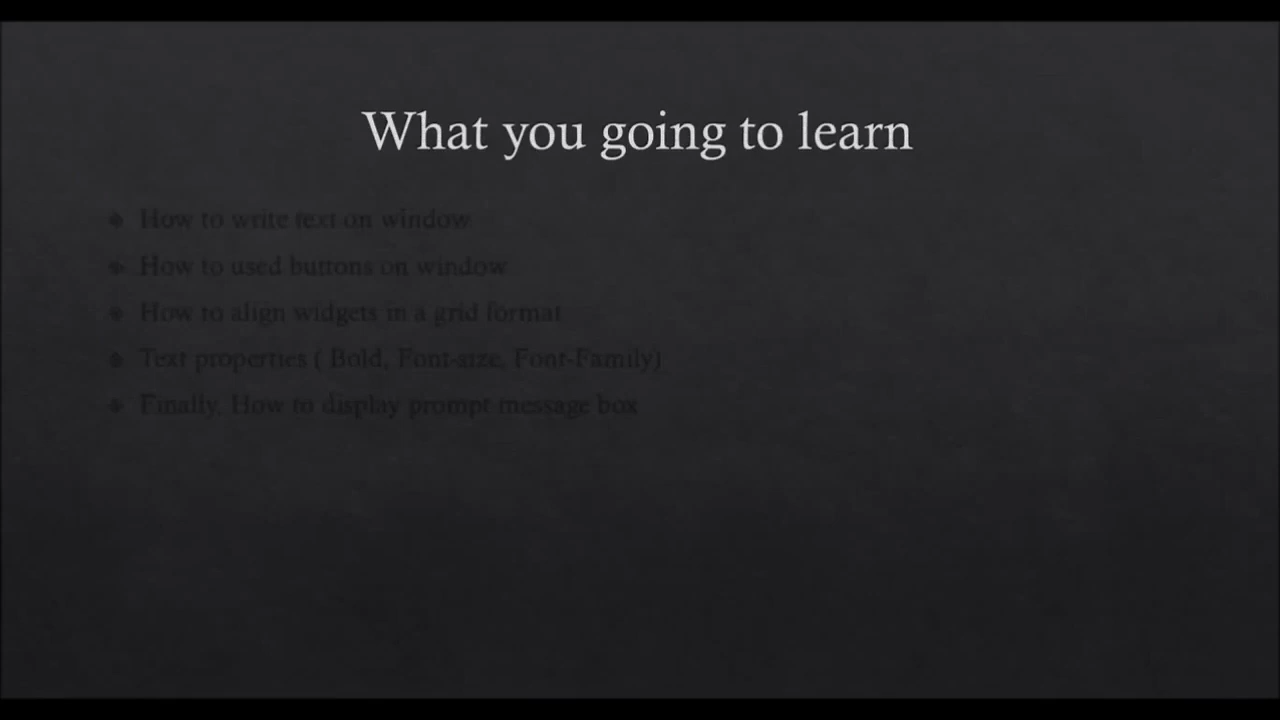 What you going to learn
How to write text on window
How to used buttons on window
How to align widgets in a grid format
Text properties ( Bold, Font-size, Font-Family)
Finally, How to display prompt message box